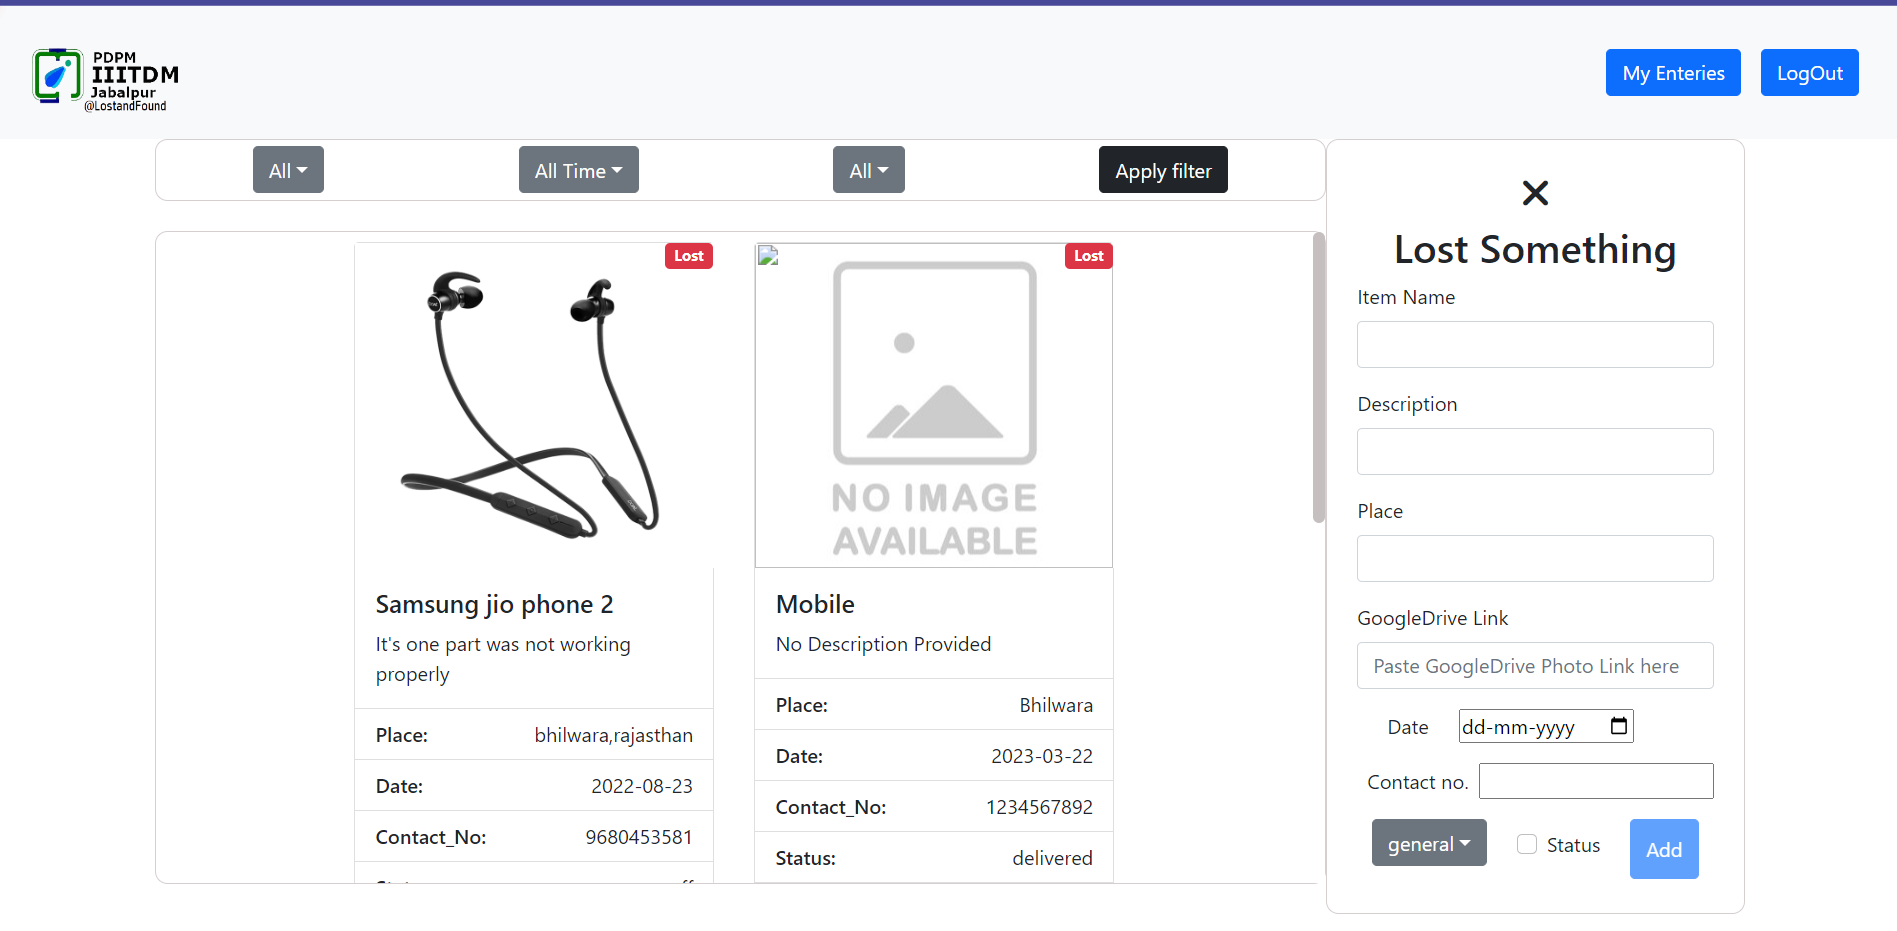 PDPM
IIITDM
Jabalpur
@LostandFound
My Enteries
LogOut
All
All Time
All
Apply filter
Lost
Samsung jio phone 2
It's one part was not working
properly
Place: bhilwara,rajasthan
Date: 2022-08-23
Contact_No: 9680453581
Lost
NO IMAGE
AVAILABLE
Mobile
No Description Provided
Place: Bhilwara
Date: 2023-03-22
Contact_No: 1234567892
Status: delivered
Lost Something
Item Name
Description
Place
GoogleDrive Link
Paste GoogleDrive Photo Link here
Date dd-mm-yyyy
Contact no.
general
Status
Add